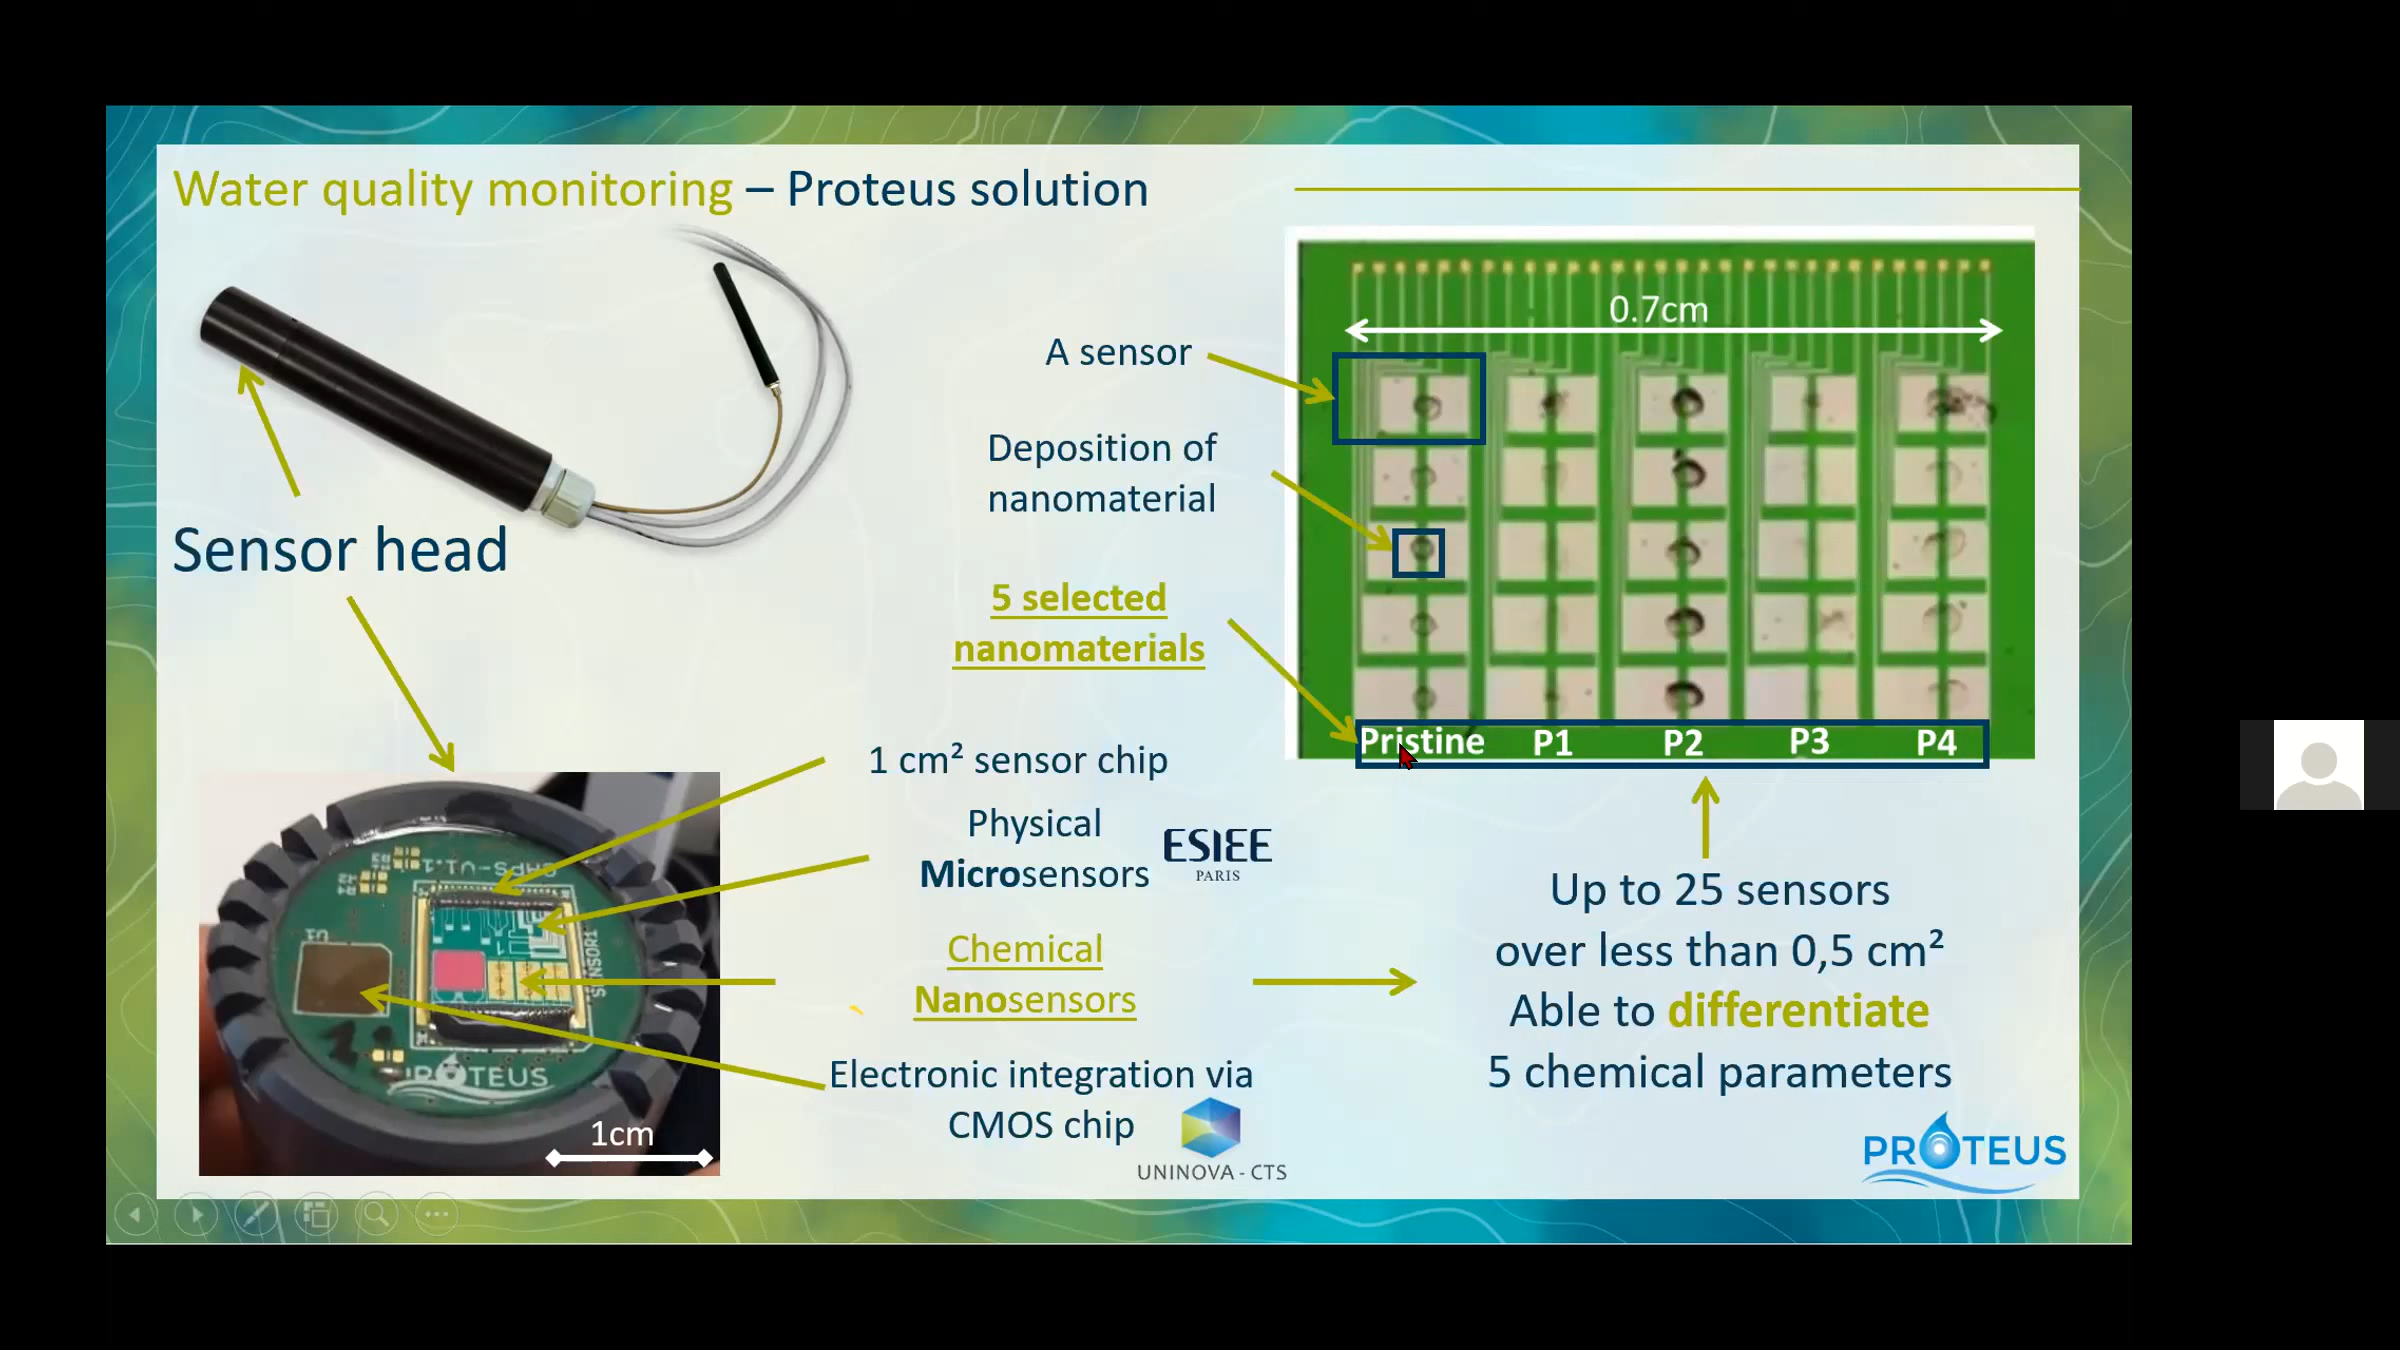 Water quality monitoring – Proteus solution
0.7cm
A sensor
Deposition of
nanomaterial
5 selected
nanomaterials
Pristine P1 P2 P3 P4
Sensor head
1 cm² sensor chip
Physical
Microsensors
ESIEE
PARIS
Chemical
Nanosensors
Electronic integration via
CMOS chip
UNINOVA - CTS
Up to 25 sensors
over less than 0,5 cm²
Able to differentiate
5 chemical parameters
SENSOR1
U1
PROTEUS
1cm
PROTEUS